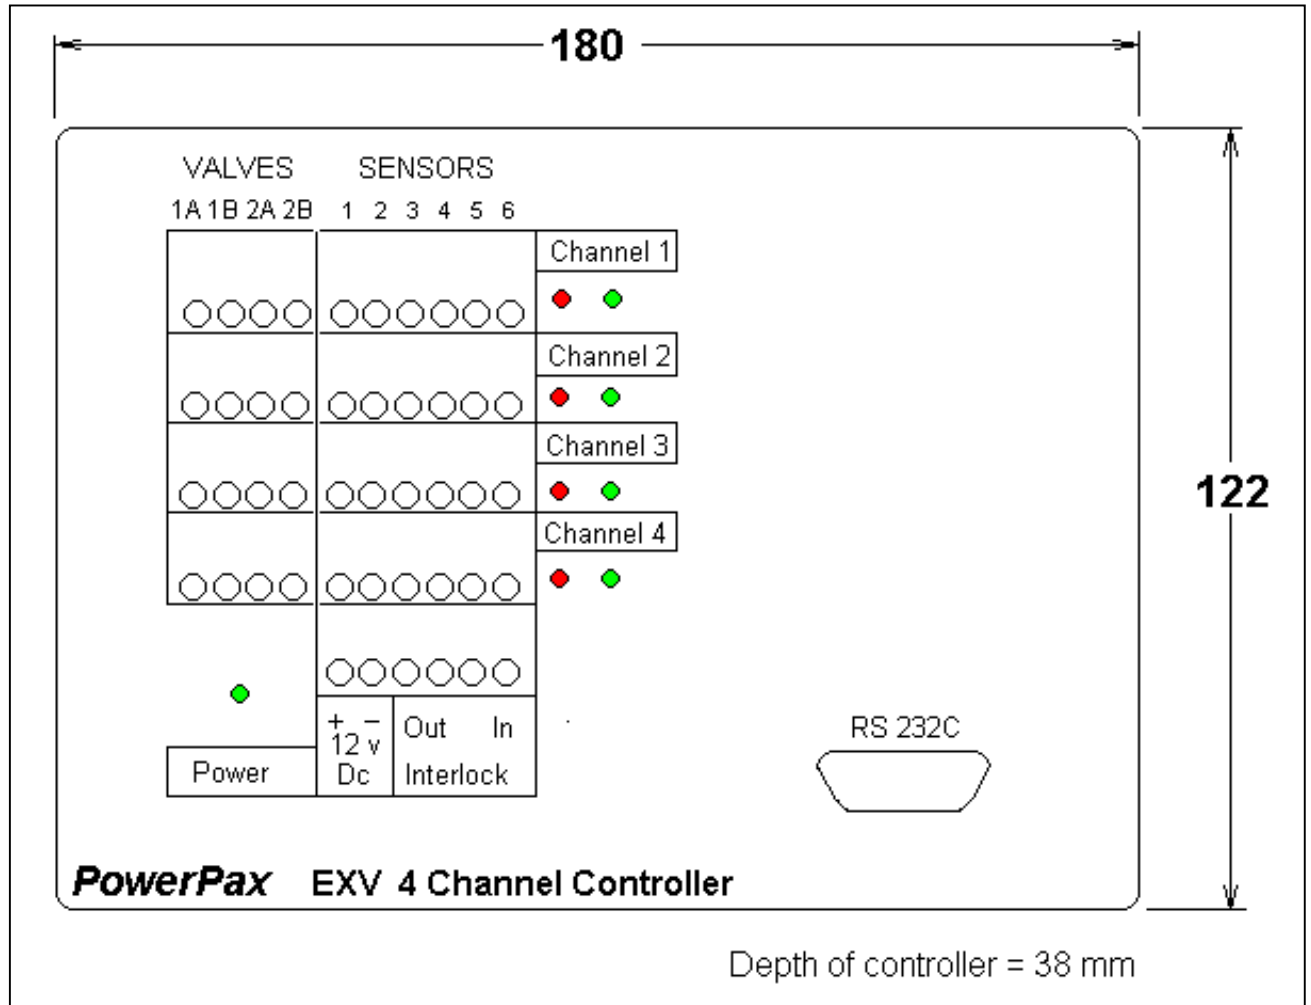 180
VALVES SENSORS
1A 1B 2A 2B 1 2 3 4 5 6
Channel 1
Channel 2
Channel 3
122
Channel 4
+ − Out In
12 v
Power Dc Interlock
RS 232C
PowerPax EXV 4 Channel Controller
Depth of controller = 38 mm